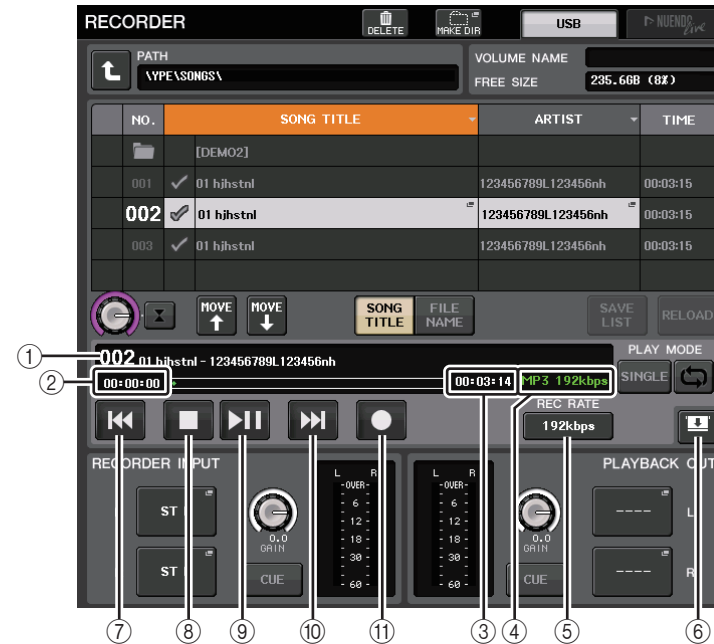 RECORDER
DELETE
MAKE DIR
USB
NUENDO Live
PATH
\YPE\SONGS\
VOLUME NAME
FREE SIZE 235.6GB (8%)
NO. SONG TITLE ARTIST TIME
[DEMO2]
001 01 hjhstnl 123456789L123456nh 00:03:15
002 01 hjhstnl 123456789L123456nh 00:03:15
003 01 hjhstnl 123456789L123456nh 00:03:15
MOVE
MOVE
SONG TITLE
FILE NAME
SAVE LIST
RELOAD
① 002 01 hjhstnl - 123456789L123456nh
PLAY MODE
② 00:00:00 00:03:14 MP3 192kbps SINGLE
REC RATE
192kbps
RECORDER INPUT
PLAYBACK OUT
L R
L R
-OVER-
-OVER-
ST
---- L
6
6
12
12
18
18
30
30
60
60
0.0
GAIN
0.0
GAIN
ST
CUE
CUE
---- R
⑦ ⑧ ⑨ ⑩ ⑪ ③ ④ ⑤ ⑥